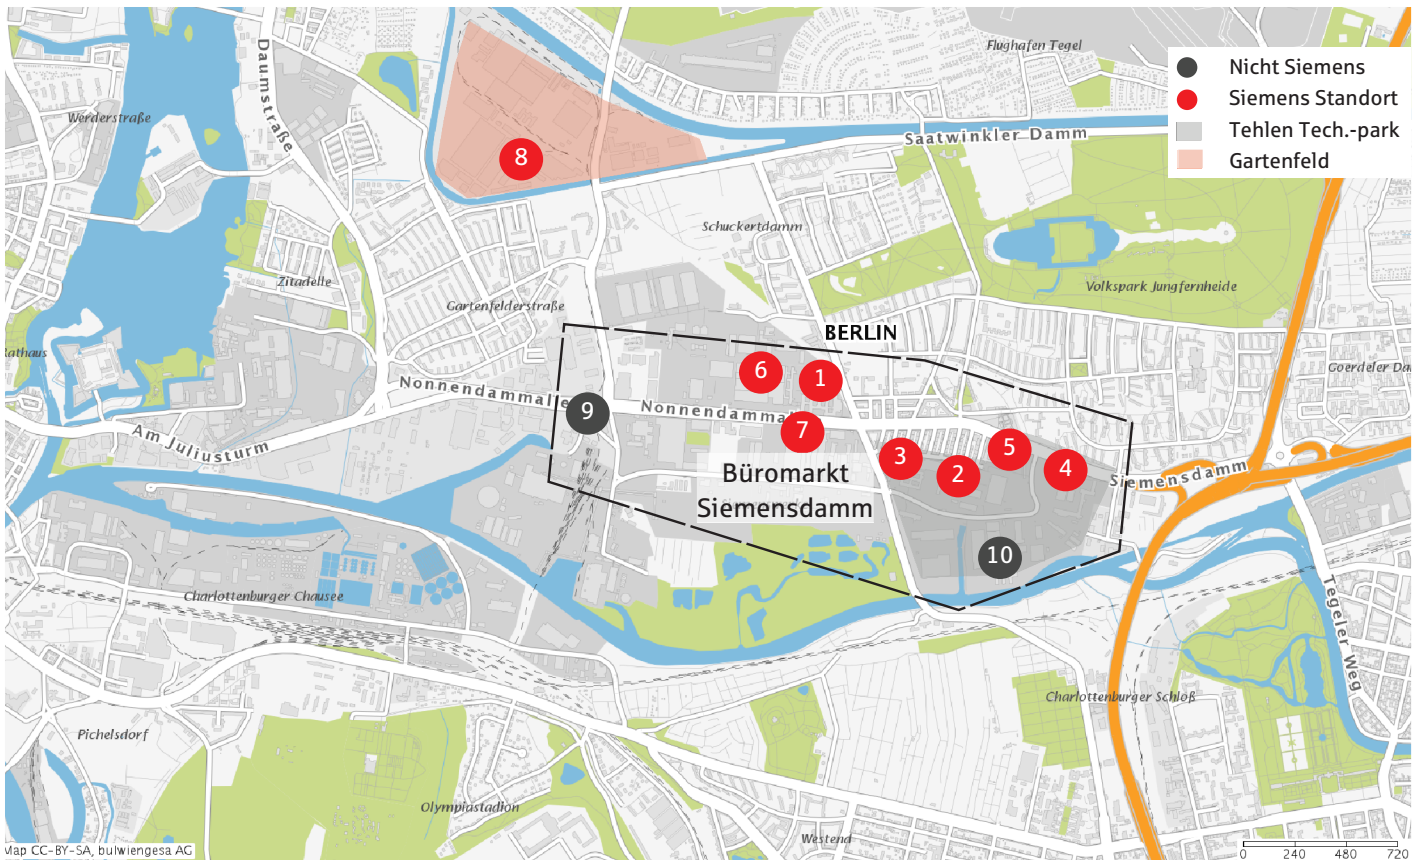 Flughafen Tegel
Nicht Siemens
Siemens Standort
Tehlen Tech.-park
Gartenfeld
Daumstraße
Werderstraße
Saatwinkler Damm
8
Schuckertdamm
Zitadelle
Volkspark Jungfernheide
Gartenfelderstraße
BERLIN
Rathaus
Goerdeler Da
6
1
Nonnendammalle
9
Nonnendammal
7
Am Juliusturm
5
3
2
4
Büromarkt
Siemensdamm
Siemensdamm
10
Charlottenburger Chausee
Tegeler Weg
Charlottenburger Schloß
Pichelsdorf
Olympiastadion
Westend
Map CC-BY-SA, bulwiengesa AG
0 240 480 720